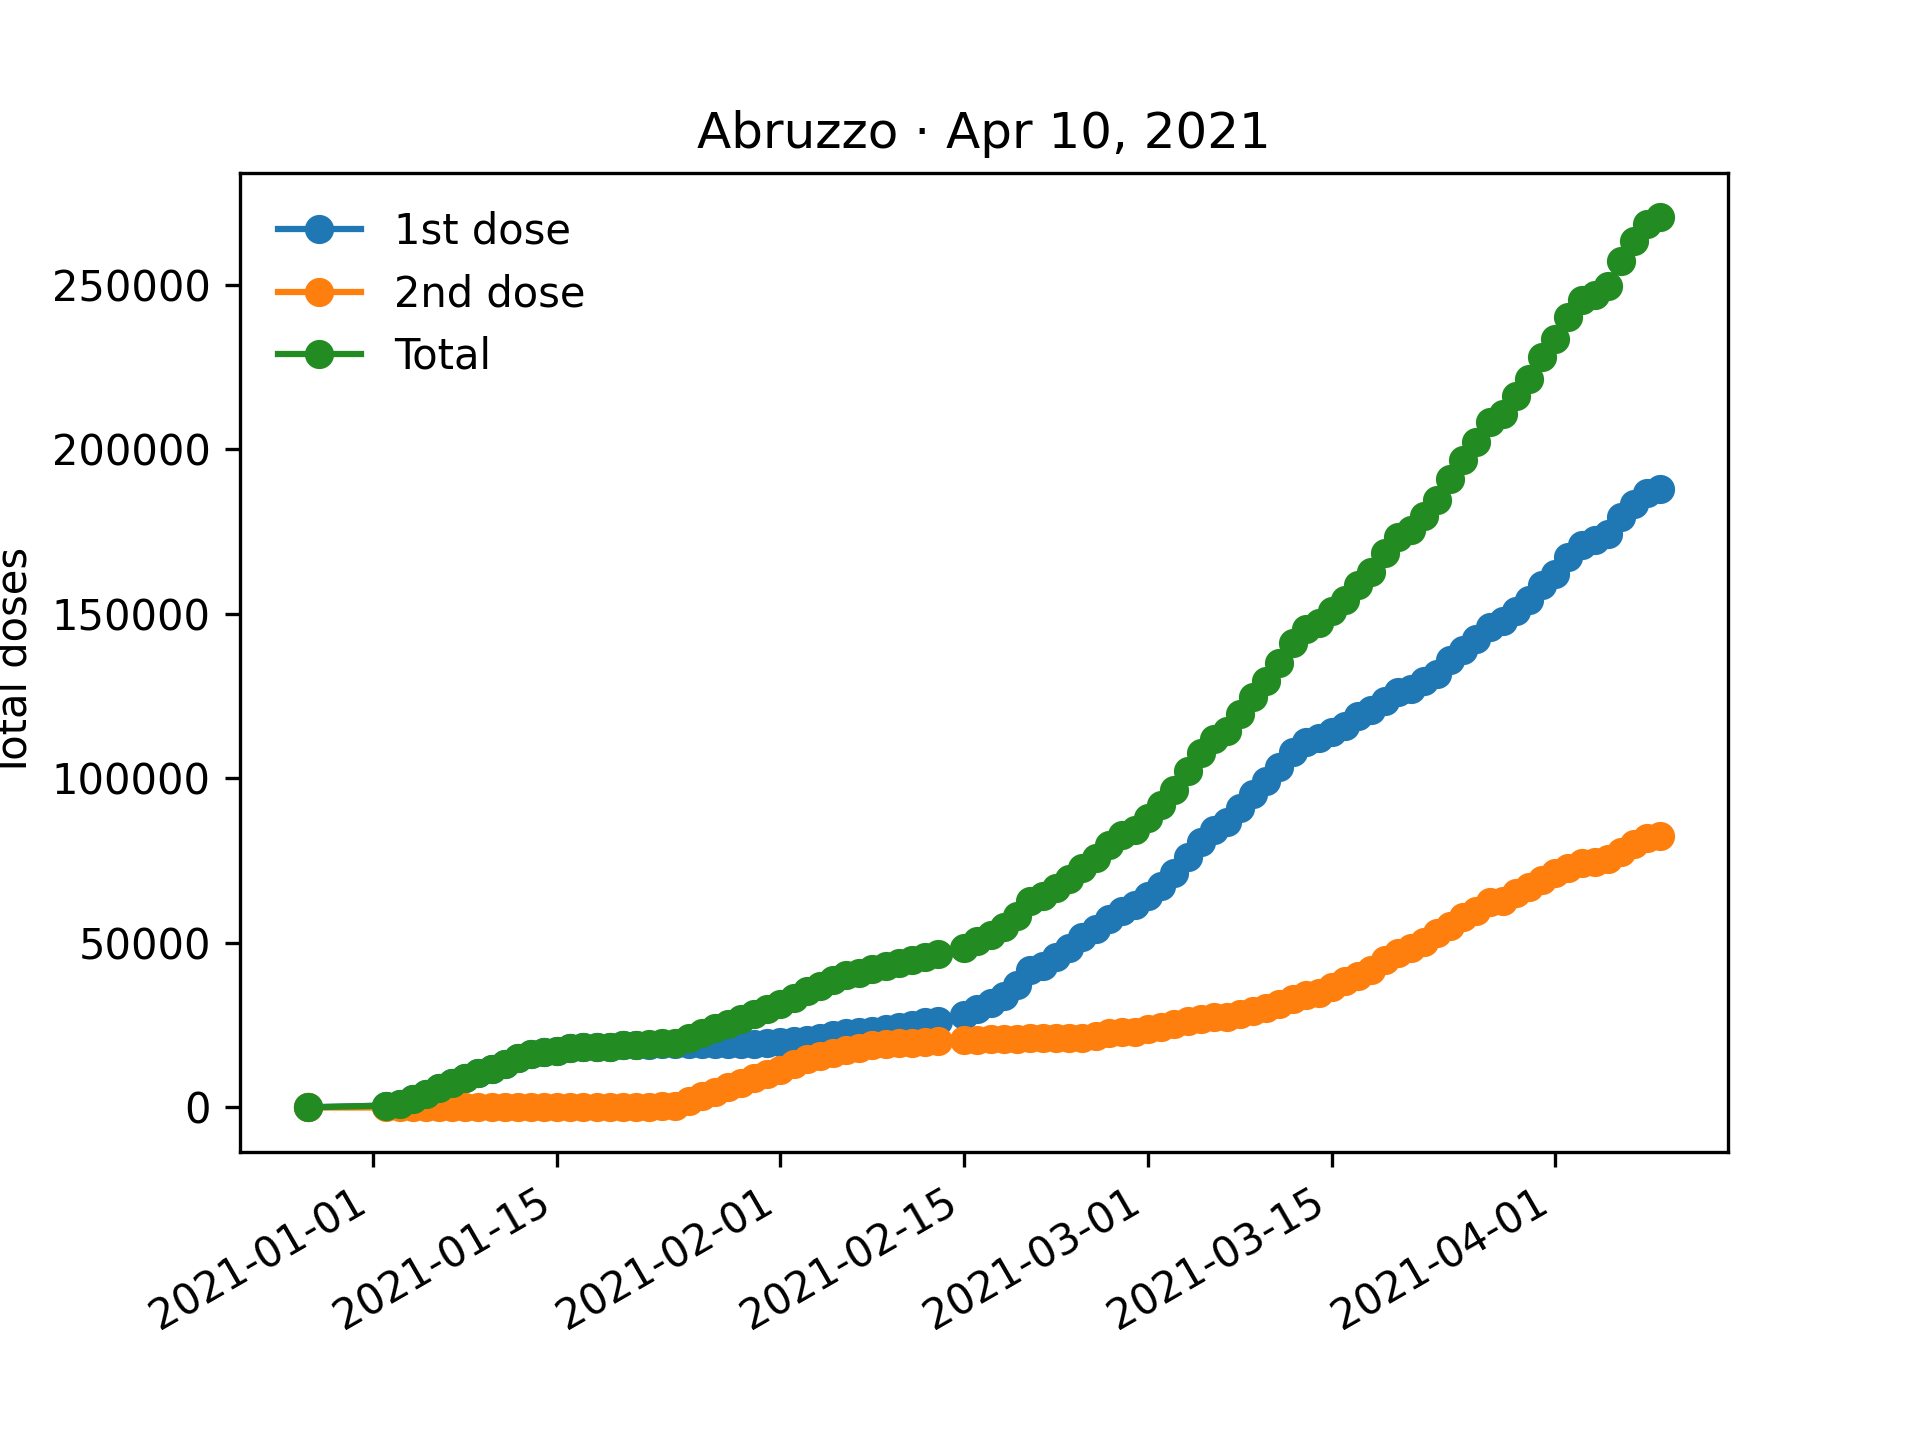 Abruzzo · Apr 10, 2021
1st dose
2nd dose
Total
Total doses
250000
200000
150000
100000
50000
0
2021-01-01
2021-01-15
2021-02-01
2021-02-15
2021-03-01
2021-03-15
2021-04-01